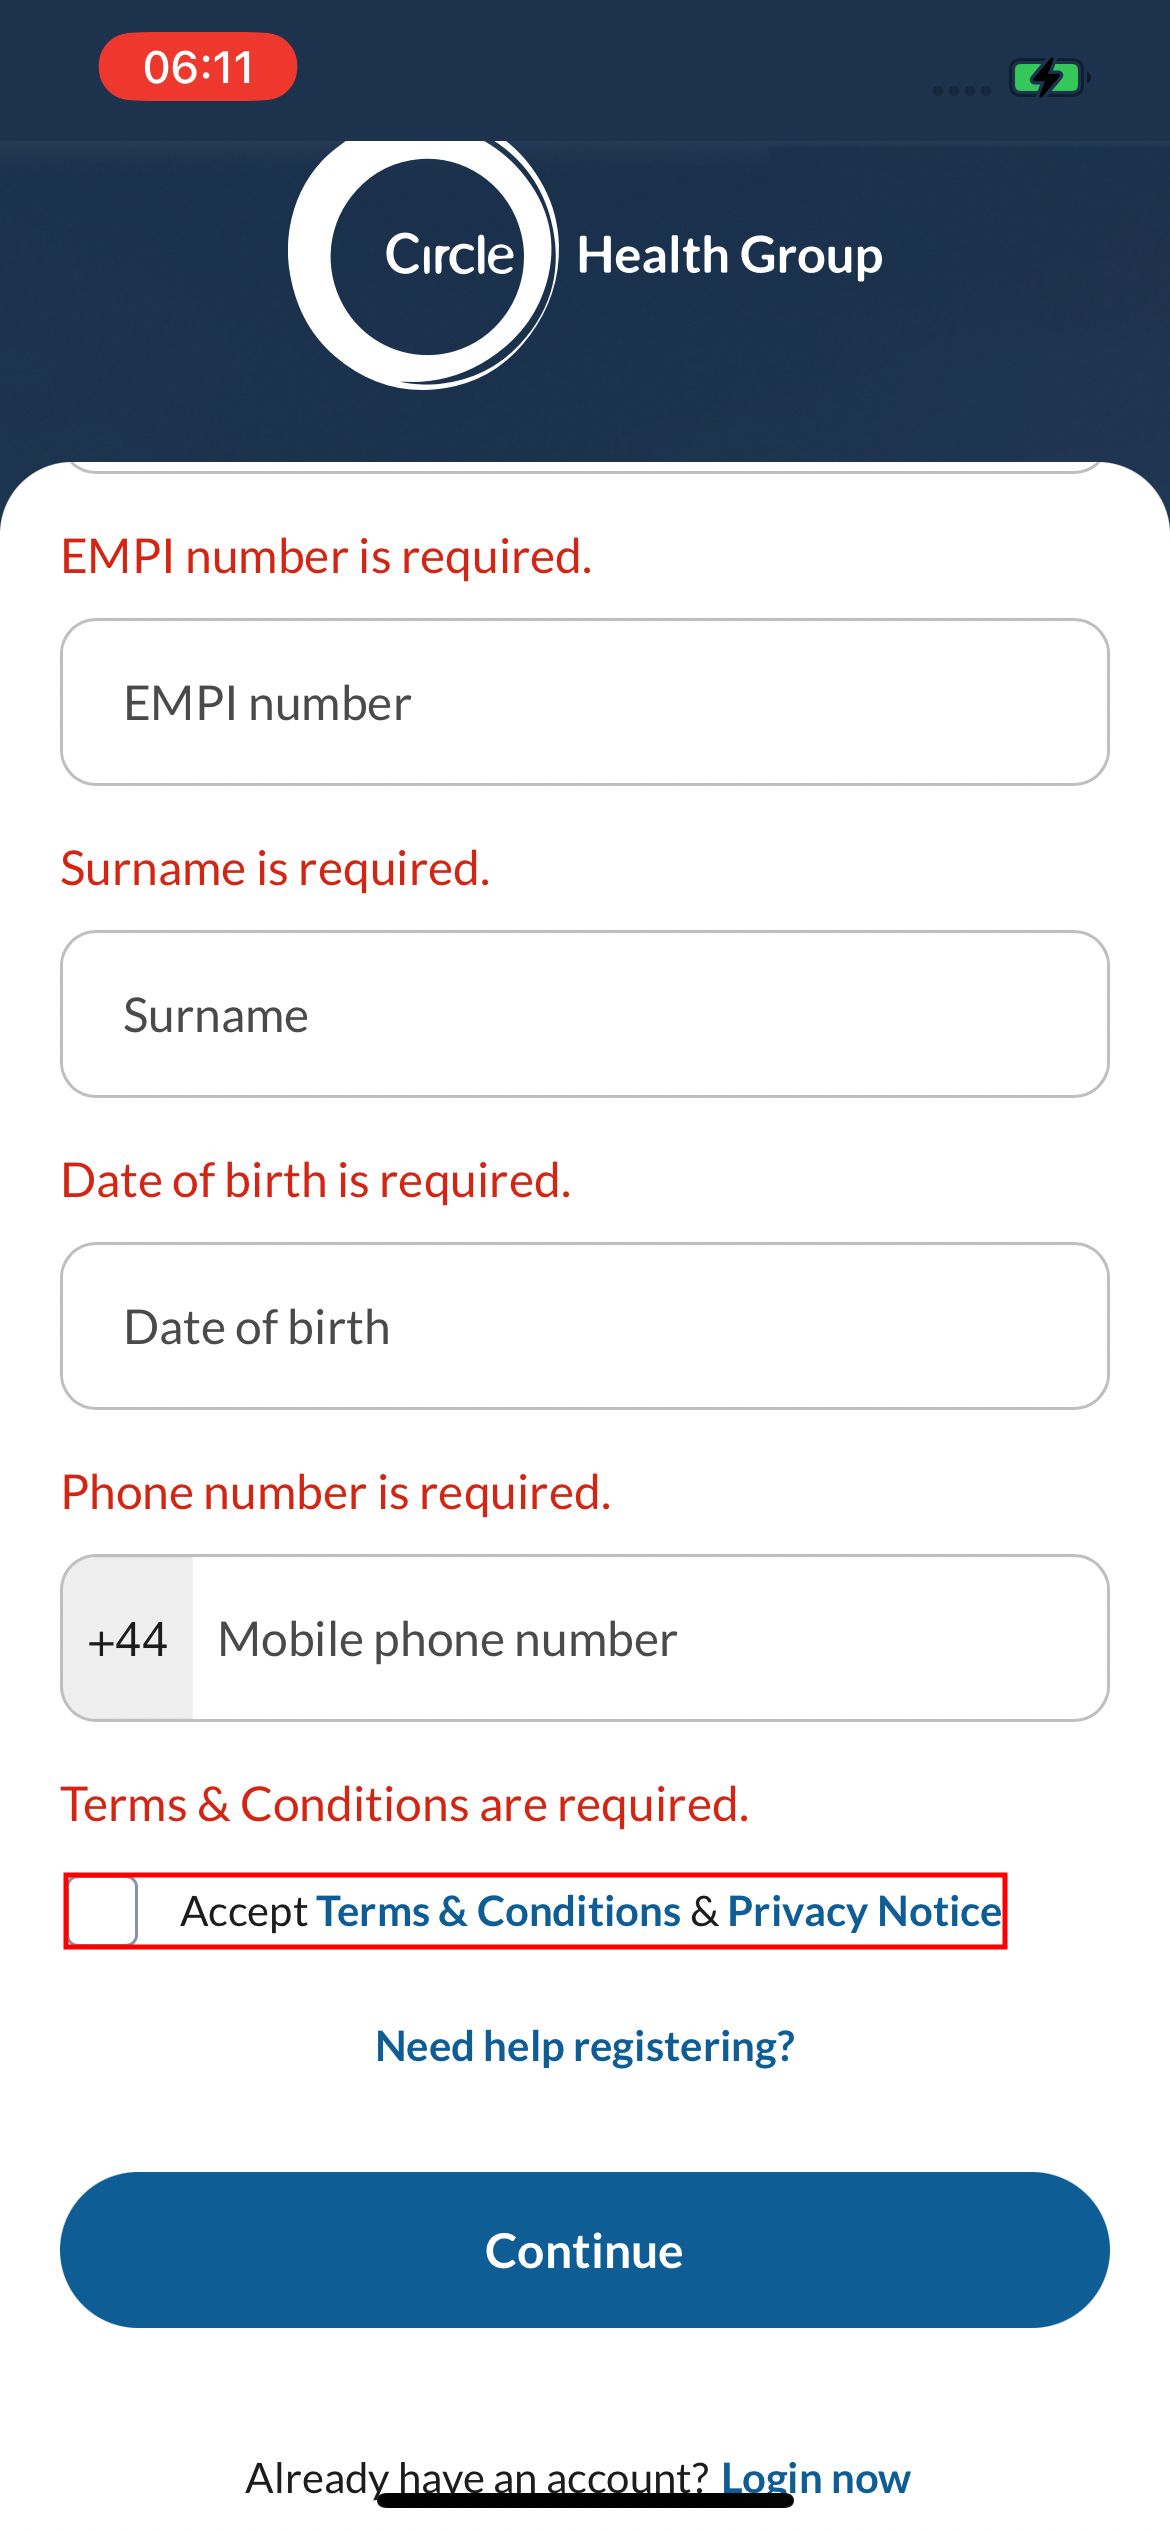 06:11
Circle Health Group
EMPI number is required.
EMPI number
Surname is required.
Surname
Date of birth is required.
Date of birth
Phone number is required.
+44 Mobile phone number
Terms & Conditions are required.
Accept Terms & Conditions & Privacy Notice
Need help registering?
Continue
Already have an account? Login now